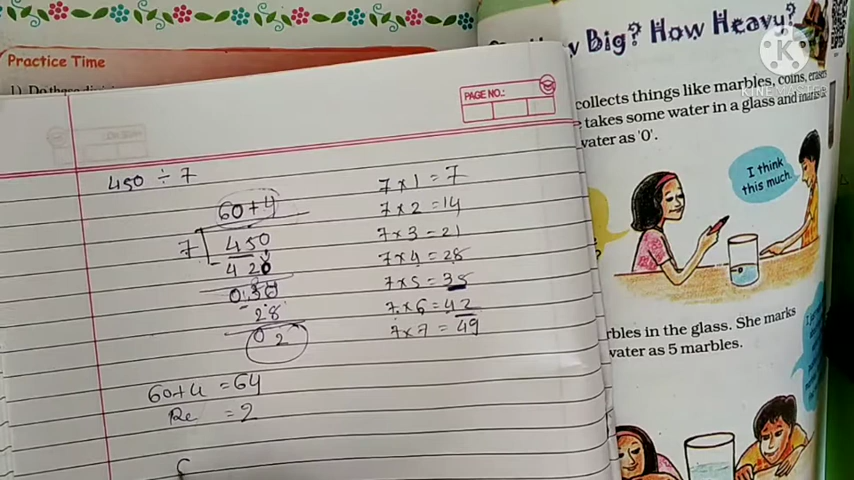 Practice Time
How Big? How Heavy?
KINEMASTER
collects things like marbles, coins, erasers
takes some water in a glass and marks
water as '0'.
I think
this much.
rbles in the glass. She marks
water as 5 marbles.
PAGE NO.:
450 ÷ 7
60+4
7 450
- 420
030
- 28
02
60+4 = 64
Re = 2
7 x 1 = 7
7 x 2 = 14
7 x 3 = 21
7 x 4 = 28
7 x 5 = 35
7 x 6 = 42
7 x 7 = 49